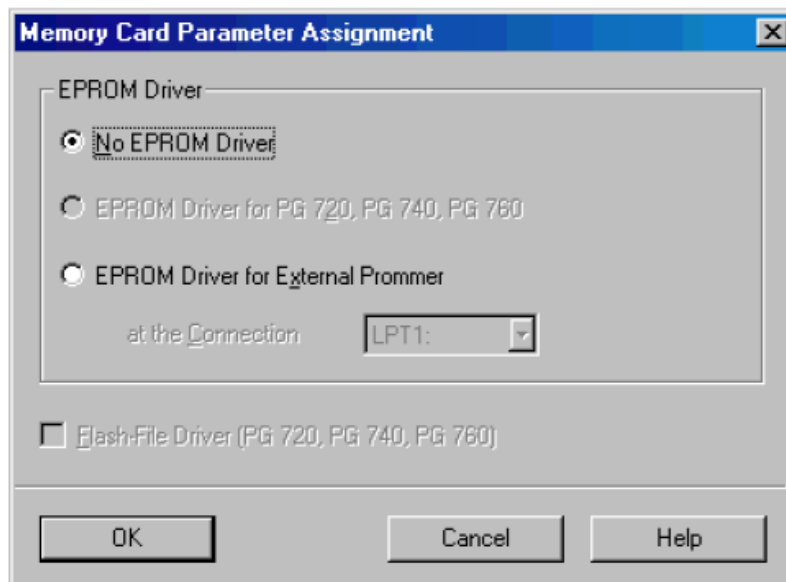 Memory Card Parameter Assignment
EPROM Driver
No EPROM Driver
EPROM Driver for PG 720, PG 740, PG 760
EPROM Driver for External Prommer
at the Connection LPT1:
Flash-File Driver (PG 720, PG 740, PG 760)
OK Cancel Help